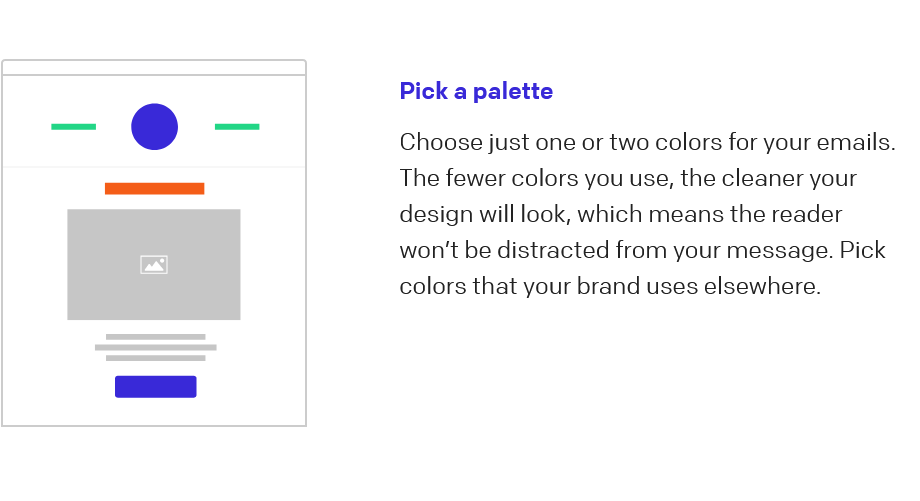 Pick a palette
Choose just one or two colors for your emails.
The fewer colors you use, the cleaner your
design will look, which means the reader
won’t be distracted from your message. Pick
colors that your brand uses elsewhere.